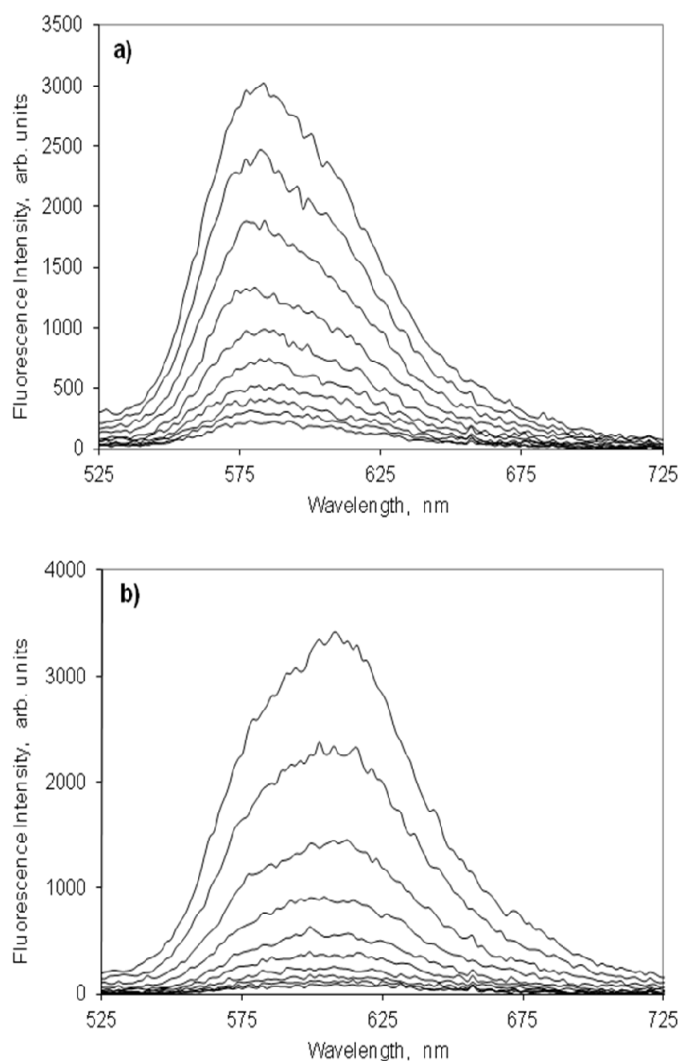 a)
3500
3000
2500
2000
1500
1000
500
0
Fluorescence Intensity, arb. units
525 575 625 675 725
Wavelength, nm
b)
4000
3000
2000
1000
0
Fluorescence Intensity, arb. units
525 575 625 675 725
Wavelength, nm